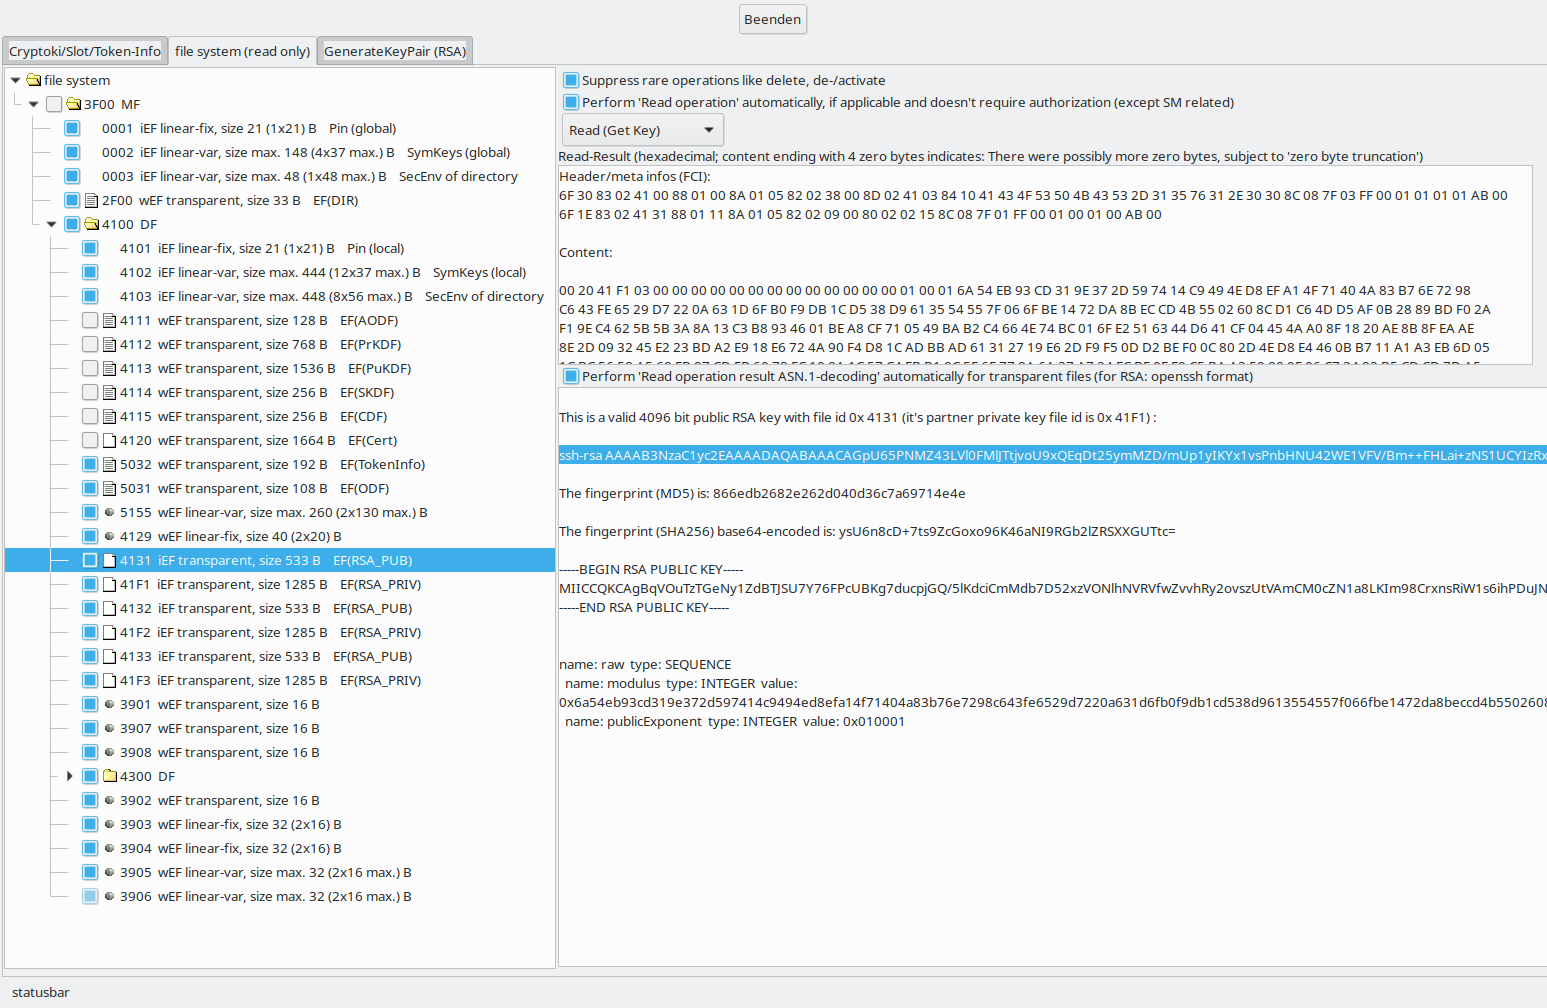 Beenden
Cryptoki/Slot/Token-Info
file system (read only)
GenerateKeyPair (RSA)
file system
3F00 MF
0001 iEF linear-fix, size 21 (1x21) B Pin (global)
0002 iEF linear-var, size max. 148 (4x37 max.) B SymKeys (global)
0003 iEF linear-var, size max. 48 (1x48 max.) B SecEnv of directory
2F00 wEF transparent, size 33 B EF(DIR)
4100 DF
4101 iEF linear-fix, size 21 (1x21) B Pin (local)
4102 iEF linear-var, size max. 444 (12x37 max.) B SymKeys (local)
4103 iEF linear-var, size max. 448 (8x56 max.) B SecEnv of directory
4111 wEF transparent, size 128 B EF(AODF)
4112 wEF transparent, size 768 B EF(PrKDF)
4113 wEF transparent, size 1536 B EF(PuKDF)
4114 wEF transparent, size 256 B EF(SKDF)
4115 wEF transparent, size 256 B EF(CDF)
4120 wEF transparent, size 1664 B EF(Cert)
5032 wEF transparent, size 192 B EF(TokenInfo)
5031 wEF transparent, size 108 B EF(ODF)
5155 wEF linear-var, size max. 260 (2x130 max.) B
4129 wEF linear-fix, size 40 (2x20) B
4131 iEF transparent, size 533 B EF(RSA_PUB)
41F1 iEF transparent, size 1285 B EF(RSA_PRIV)
4132 iEF transparent, size 533 B EF(RSA_PUB)
41F2 iEF transparent, size 1285 B EF(RSA_PRIV)
4133 iEF transparent, size 533 B EF(RSA_PUB)
41F3 iEF transparent, size 1285 B EF(RSA_PRIV)
3901 wEF transparent, size 16 B
3907 wEF transparent, size 16 B
3908 wEF transparent, size 16 B
4300 DF
3902 wEF transparent, size 16 B
3903 wEF linear-fix, size 32 (2x16) B
3904 wEF linear-fix, size 32 (2x16) B
3905 wEF linear-var, size max. 32 (2x16 max.) B
3906 wEF linear-var, size max. 32 (2x16 max.) B
Suppress rare operations like delete, de-/activate
Perform 'Read operation' automatically, if applicable and doesn't require authorization (except SM related)
Read (Get Key)
Read-Result (hexadecimal; content ending with 4 zero bytes indicates: There were possibly more zero bytes, subject to 'zero byte truncation')
Header/meta infos (FCI):
6F 30 83 02 41 00 88 01 00 8A 01 05 82 02 38 00 8D 02 41 03 84 10 41 43 4F 53 50 4B 43 53 2D 31 35 76 31 2E 30 30 8C 08 7F 03 FF 00 01 01 01 01 AB 00
6F 1E 83 02 41 31 88 01 11 8A 01 05 82 02 09 00 80 02 02 15 8C 08 7F 01 FF 00 01 00 01 00 AB 00
Content:
00 20 41 F1 03 00 00 00 00 00 00 00 00 00 00 00 00 00 01 00 01 6A 54 EB 93 CD 31 9E 37 2D 59 74 14 C9 49 4E D8 EF A1 4F 71 40 4A 83 B7 6E 72 98
C6 43 FE 65 29 D7 22 0A 63 1D 6F B0 F9 DB 1C D5 38 D9 61 35 54 55 7F 06 6F BE 14 72 DA 8B EC CD 4B 55 02 60 8C D1 C6 4D D5 AF 0B 28 89 BD F0 2A
F1 9E C4 62 5B 5B 3A 8A 13 C3 B8 93 46 01 BE A8 CF 71 05 49 BA B2 C4 66 4E 74 BC 01 6F E2 51 63 44 D6 41 CF 04 45 4A A0 8F 18 20 AE 8B 8F EA AE
8E 2D 09 32 45 E2 23 BD A2 E9 18 E6 72 4A 90 F4 D8 1C AD BB AD 61 31 27 19 E6 2D F9 F5 0D D2 BE F0 0C 80 2D 4E D8 E4 46 0B B7 11 A1 A3 EB 6D 05
Perform 'Read operation result ASN.1-decoding' automatically for transparent files (for RSA: openssh format)
This is a valid 4096 bit public RSA key with file id 0x 4131 (it's partner private key file id is 0x 41F1) :
ssh-rsa AAAAB3NzaC1yc2EAAAADAQABAAACAGpU65PNMZ43LVl0FMlJTtjvoU9xQEqDt25ymMZD/mUp1yIKYx1vsPnbHNU42WE1VFV/Bm++FHLai+zNS1UCYIzRx
The fingerprint (MD5) is: 866edb2682e262d040d36c7a69714e4e
The fingerprint (SHA256) base64-encoded is: ysU6n8cD+7ts9ZcGoxo96K46aNI9RGb2lZRSXXGUTtc=
-----BEGIN RSA PUBLIC KEY-----
MIICCQKCAgBqVOuTzTGeNy1ZdBTJSU7Y76FPcUBKg7ducpjGQ/5lKdciCmMdb7D52xzVONlhNVRVfwZvvhRy2ovszUtVAmCM0cZN1a8LKIm98CrxnsRiW1s6ihPDuJN
-----END RSA PUBLIC KEY-----
name: raw type: SEQUENCE
name: modulus type: INTEGER value:
0x6a54eb93cd319e372d597414c9494ed8efa14f71404a83b76e7298c643fe6529d7220a631d6fb0f9db1cd538d9613554557f066fbe1472da8beccd4b5502608
name: publicExponent type: INTEGER value: 0x010001
statusbar